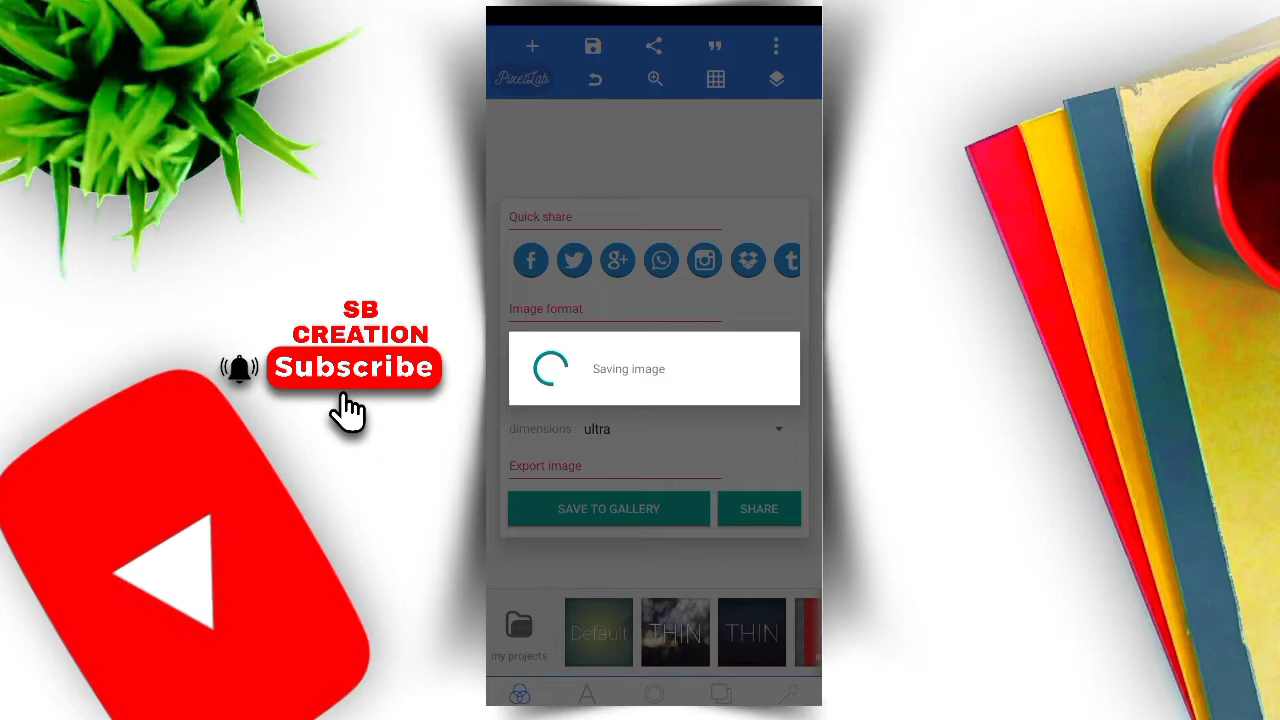 PixelLab
Quick share
Image format
SB
CREATION
Subscribe
Saving image
dimensions : ultra
Export image
SAVE TO GALLERY
SHARE
my projects
Default
THIN
THIN